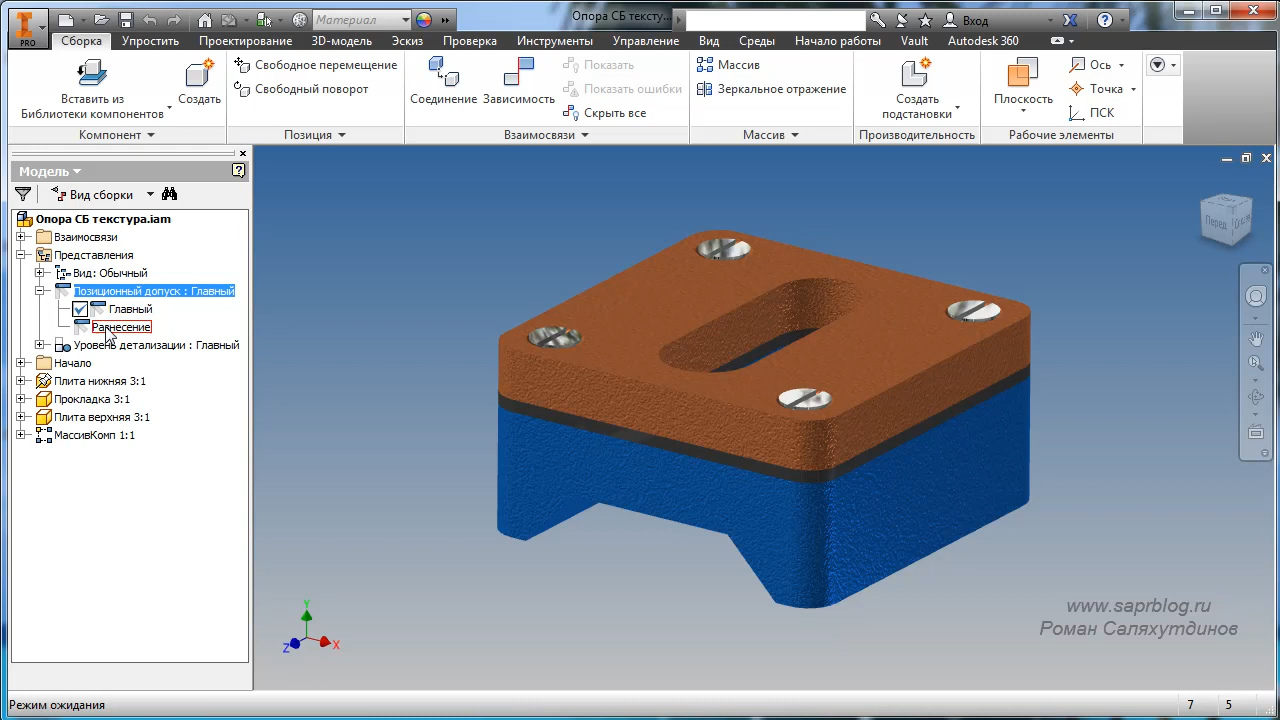 PRO
Материал
Опора СБ тексту...
Вход
Сборка Упростить Проектирование 3D-модель Эскиз Проверка Инструменты Управление Вид Среды Начало работы Vault Autodesk 360
Вставить из
Библиотеки компонентов
Создать
Свободное перемещение
Свободный поворот
Соединение
Зависимость
Показать
Показать ошибки
Скрыть все
Массив
Зеркальное отражение
Создать
подстановки
Плоскость
Ось
Точка
ПСК
Компонент
Позиция
Взаимосвязи
Массив
Производительность
Рабочие элементы
Модель
Вид сборки
Опора СБ текстура.iam
Взаимосвязи
Представления
Вид: Обычный
Позиционный допуск : Главный
Главный
Разнесение
Уровень детализации : Главный
Начало
Плита нижняя 3:1
Прокладка 3:1
Плита верхняя 3:1
МассивКомп 1:1
Перед
Y
Z
X
www.saprblog.ru
Роман Саляхутдинов
Режим ожидания
7
5